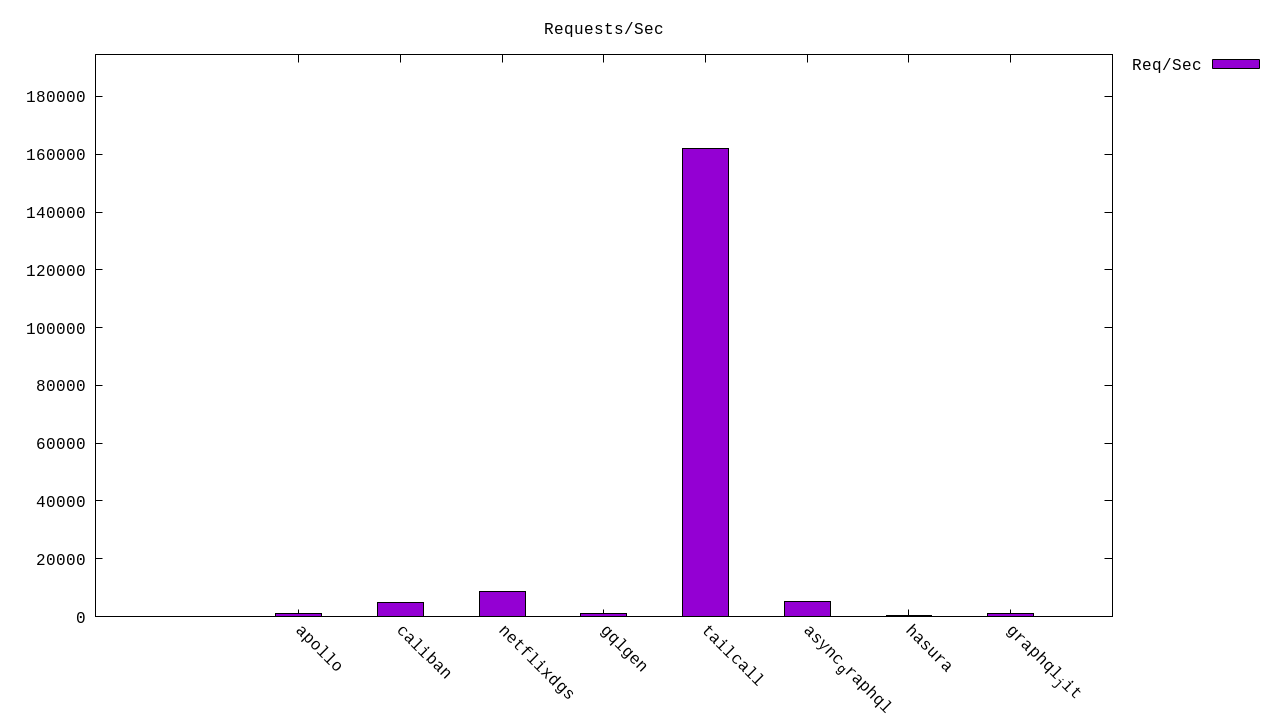 Requests/Sec
Req/Sec
180000
160000
140000
120000
100000
80000
60000
40000
20000
0
apollo
caliban
netflixdgs
gqlgen
tailcall
async_graphql
hasura
graphql_jit